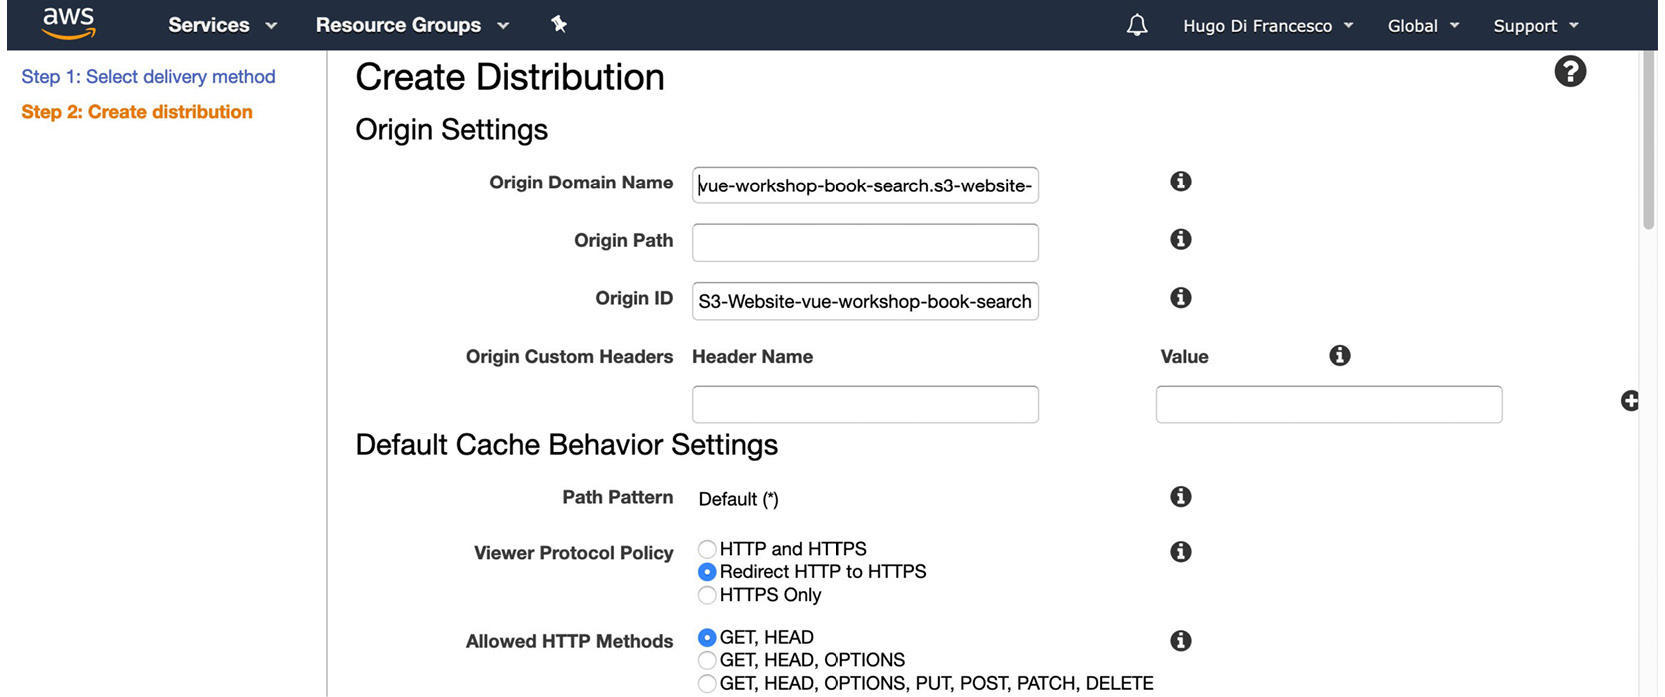 aws Services Resource Groups Hugo Di Francesco Global Support
Step 1: Select delivery method
Step 2: Create distribution
Create Distribution
Origin Settings
Origin Domain Name vue-workshop-book-search.s3-website-
Origin Path
Origin ID S3-Website-vue-workshop-book-search
Origin Custom Headers Header Name Value
Default Cache Behavior Settings
Path Pattern Default (*)
Viewer Protocol Policy HTTP and HTTPS
Redirect HTTP to HTTPS
HTTPS Only
Allowed HTTP Methods GET, HEAD
GET, HEAD, OPTIONS
GET, HEAD, OPTIONS, PUT, POST, PATCH, DELETE